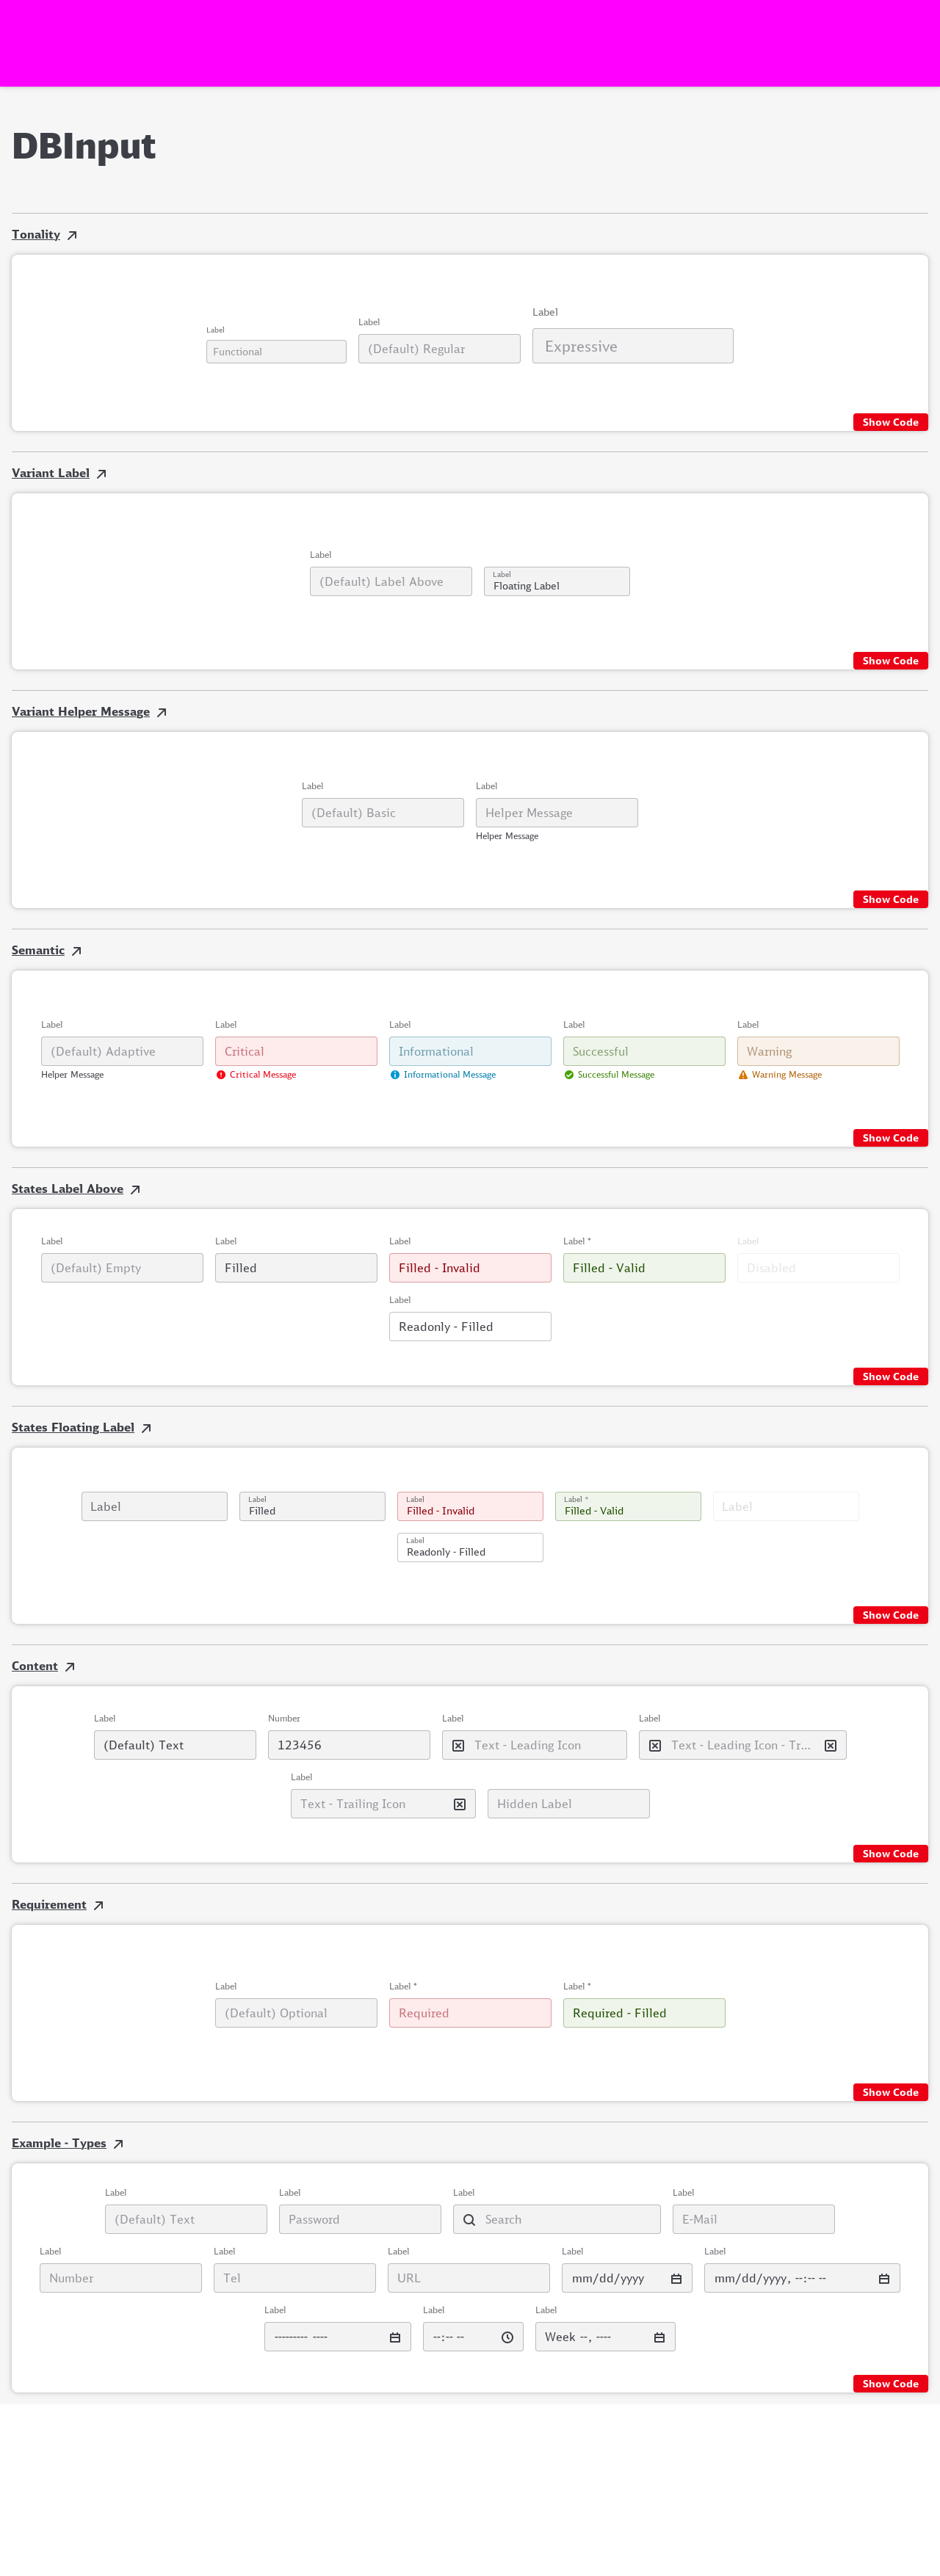 DBInput
Tonality
Label Label Label
Functional (Default) Regular Expressive
Show Code
Variant Label
Label
(Default) Label Above Label Floating Label
Show Code
Variant Helper Message
Label Label
(Default) Basic Helper Message
Helper Message
Show Code
Semantic
Label Label Label Label Label
(Default) Adaptive Critical Informational Successful Warning
Helper Message Critical Message Informational Message Successful Message Warning Message
Show Code
States Label Above
Label Label Label Label * Label
(Default) Empty Filled Filled - Invalid Filled - Valid Disabled
Label
Readonly - Filled
Show Code
States Floating Label
Label Label Label *
Label Filled Filled - Invalid Filled - Valid Label
Label
Readonly - Filled
Show Code
Content
Label Number Label Label
(Default) Text 123456 Text - Leading Icon Text - Leading Icon - Tr...
Label
Text - Trailing Icon Hidden Label
Show Code
Requirement
Label Label * Label *
(Default) Optional Required Required - Filled
Show Code
Example - Types
Label Label Label Label
(Default) Text Password Search E-Mail
Label Label Label Label Label
Number Tel URL mm/dd/yyyy mm/dd/yyyy, --:-- --
Label Label Label
--------- ---- --:-- -- Week --, ----
Show Code